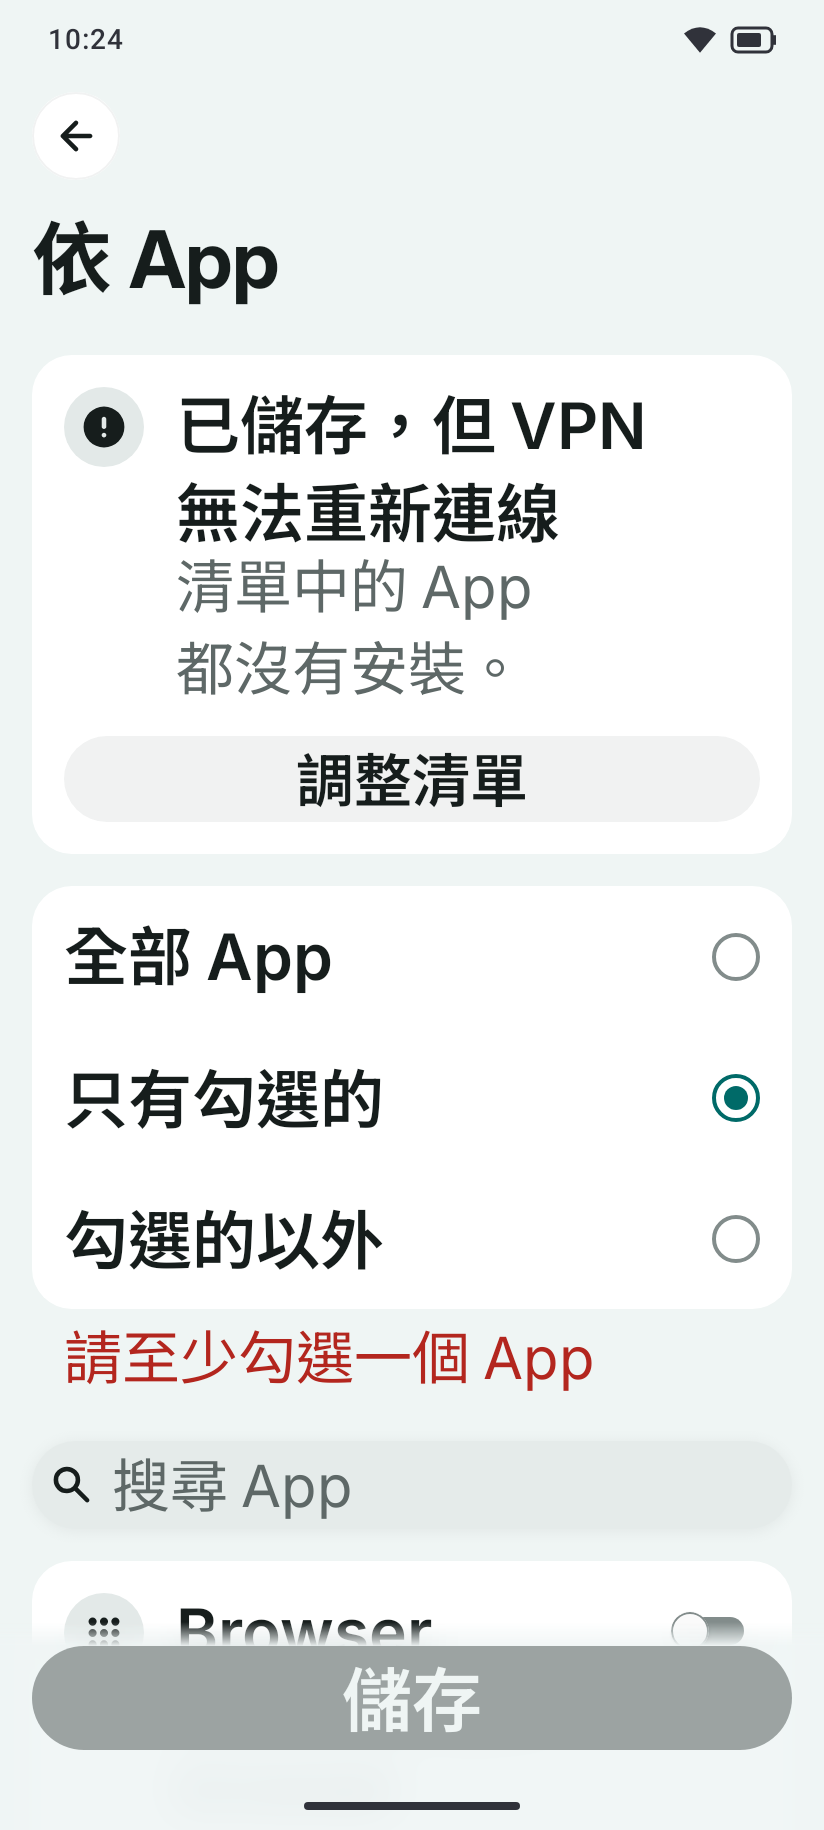 10:24
依 App
已儲存，但 VPN
無法重新連線
清單中的 App
都沒有安裝。
調整清單
全部 App
只有勾選的
勾選的以外
請至少勾選一個 App
搜尋 App
Browser
儲存